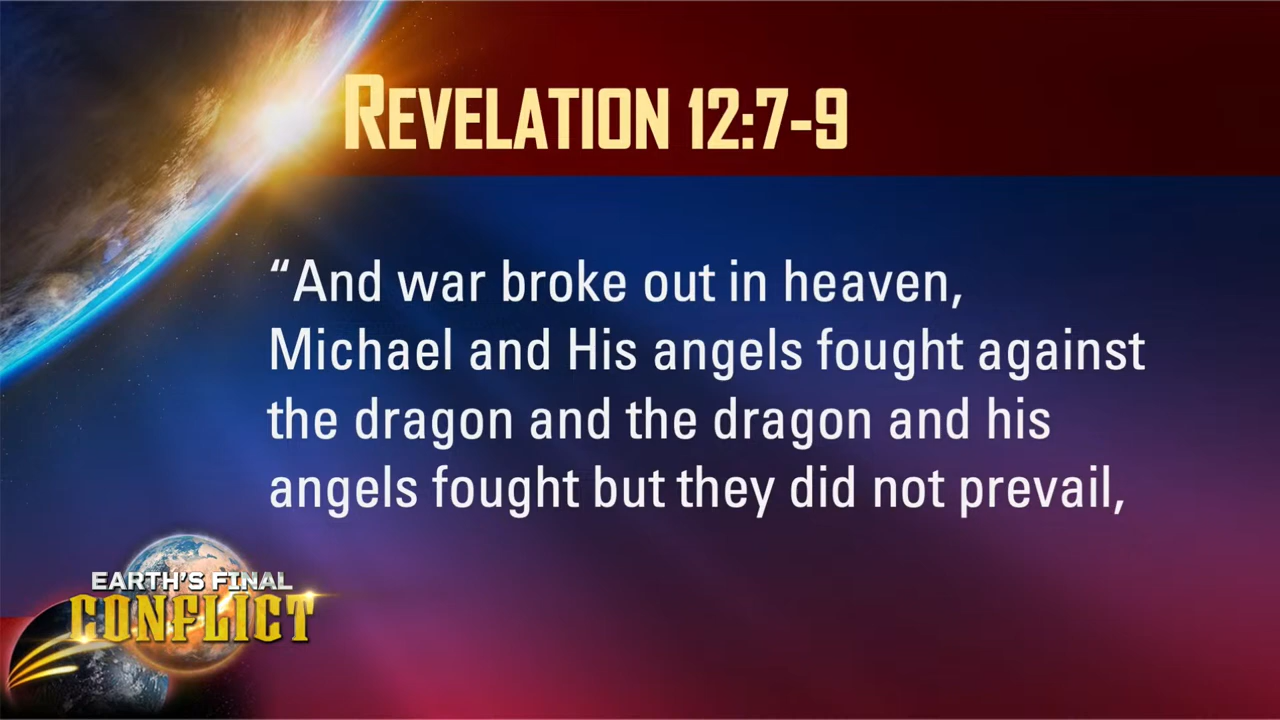 REVELATION 12:7-9
“And war broke out in heaven,
Michael and His angels fought against
the dragon and the dragon and his
angels fought but they did not prevail,
EARTH'S FINAL
CONFLICT